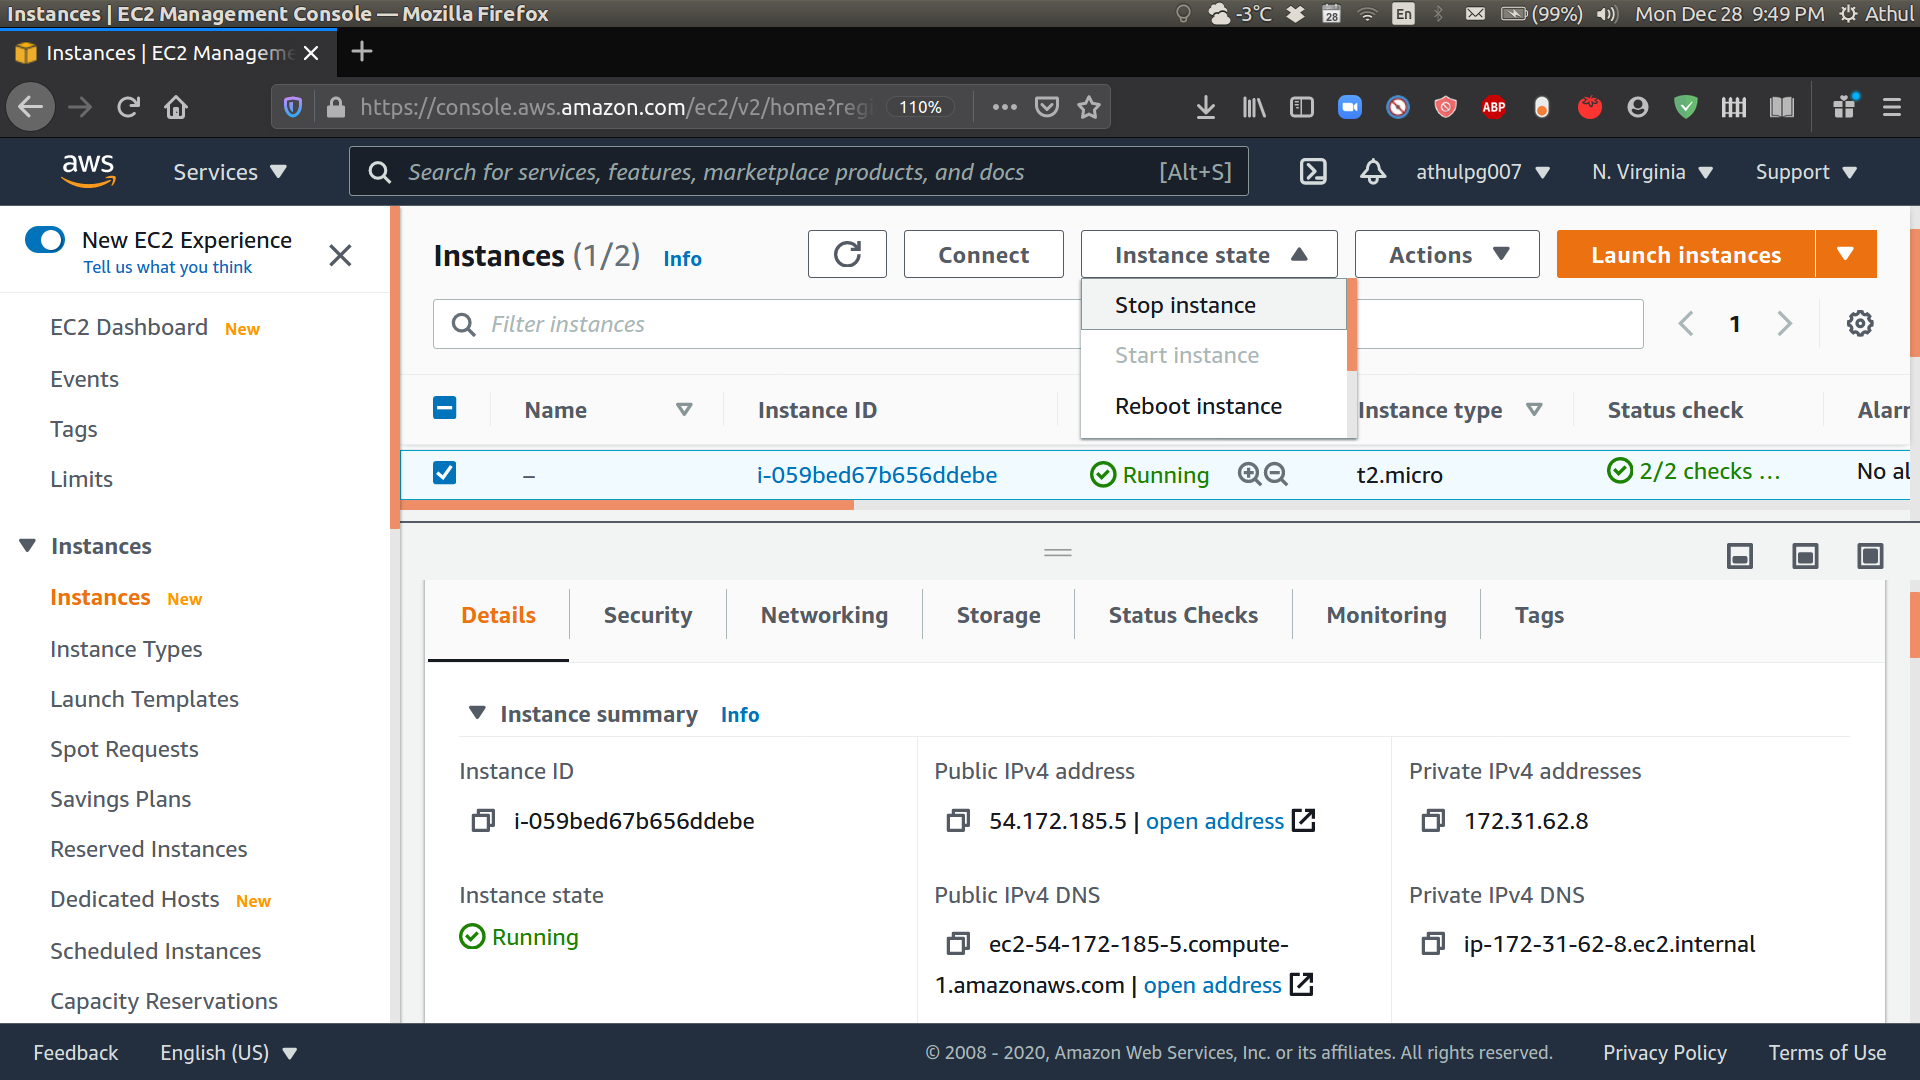 Instances | EC2 Management Console — Mozilla Firefox
-3°C 28 En (99%) Mon Dec 28 9:49 PM Athul
Instances | EC2 Manageme
https://console.aws.amazon.com/ec2/v2/home?regi 110% ABP
aws Services Search for services, features, marketplace products, and docs [Alt+S] athulpg007 N. Virginia Support
New EC2 Experience
Tell us what you think
EC2 Dashboard New
Events
Tags
Limits
Instances
Instances New
Instance Types
Launch Templates
Spot Requests
Savings Plans
Reserved Instances
Dedicated Hosts New
Scheduled Instances
Capacity Reservations
Instances (1/2) Info Connect Instance state Actions Launch instances
Stop instance
Start instance
Reboot instance
Filter instances 1
Name Instance ID Instance type Status check Alarr
– i-059bed67b656ddebe Running t2.micro 2/2 checks ... No al
Details Security Networking Storage Status Checks Monitoring Tags
Instance summary Info
Instance ID Public IPv4 address Private IPv4 addresses
i-059bed67b656ddebe 54.172.185.5 | open address 172.31.62.8
Instance state Public IPv4 DNS Private IPv4 DNS
Running ec2-54-172-185-5.compute- ip-172-31-62-8.ec2.internal
1.amazonaws.com | open address
Feedback English (US) © 2008 - 2020, Amazon Web Services, Inc. or its affiliates. All rights reserved. Privacy Policy Terms of Use